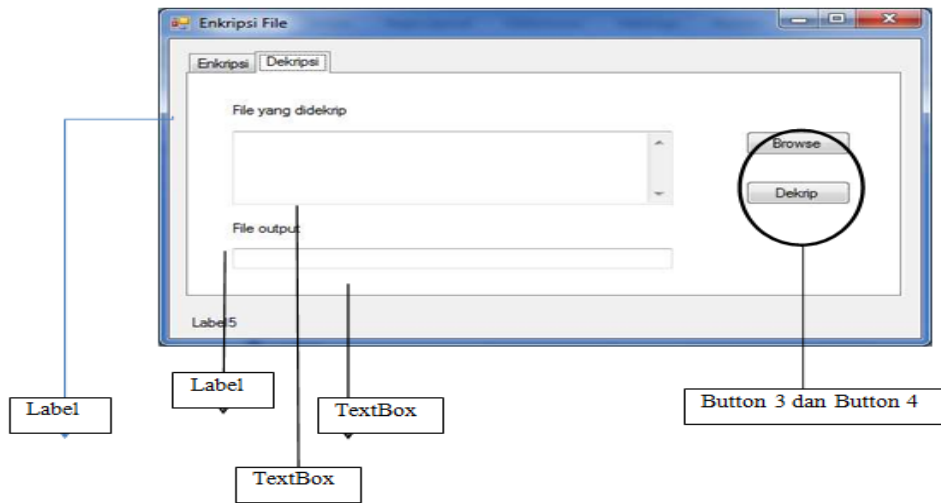 Enkripsi File
Enkripsi Dekripsi
File yang didekrip
Browse
Dekrip
File output
Label5
Label
Label
TextBox
Button 3 dan Button 4
TextBox